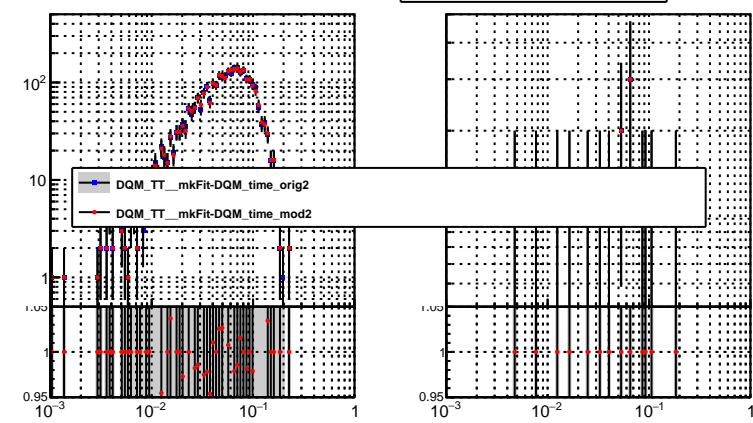 10²
10
DQM_TT__mkFit-DQM_time_orig2
DQM_TT__mkFit-DQM_time_mod2
1
1.05 1.05
1 1
0.95 0.95
10⁻³ 10⁻² 10⁻¹ 1 10⁻³ 10⁻² 10⁻¹ 1